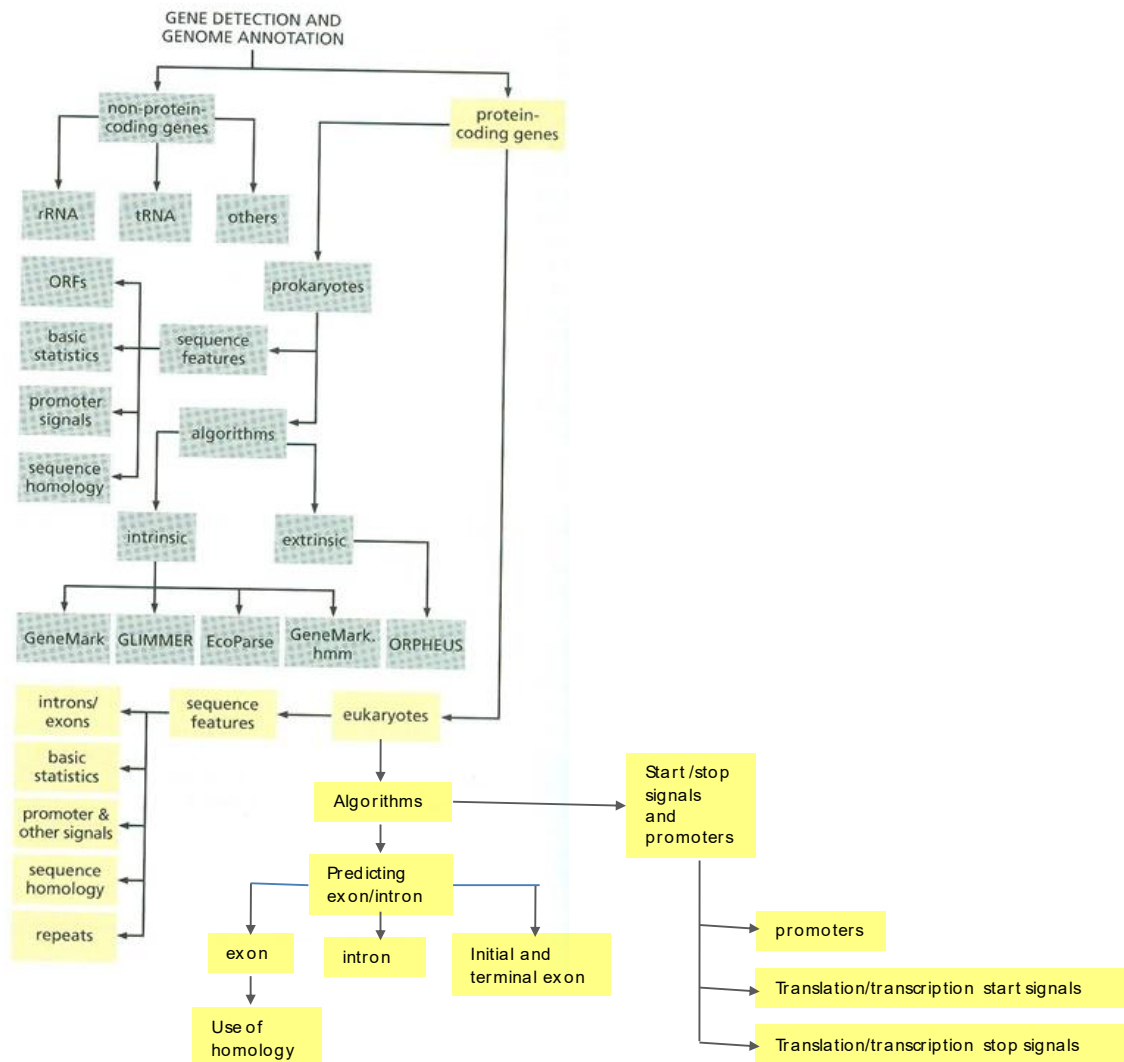 GENE DETECTION AND
GENOME ANNOTATION
non-protein-
coding genes
protein-
coding genes
rRNA
tRNA
others
ORFs
prokaryotes
basic
statistics
sequence
features
promoter
signals
algorithms
sequence
homology
intrinsic
extrinsic
GeneMark
GLIMMER
EcoParse
GeneMark.
hmm
ORPHEUS
introns/
exons
sequence
features
eukaryotes
basic
statistics
Algorithms
Start/stop
signals
and
promoters
promoter &
other signals
sequence
homology
Predicting
exon/intron
repeats
exon
intron
Initial and
terminal exon
promoters
Use of
homology
Translation/transcription start signals
Translation/transcription stop signals